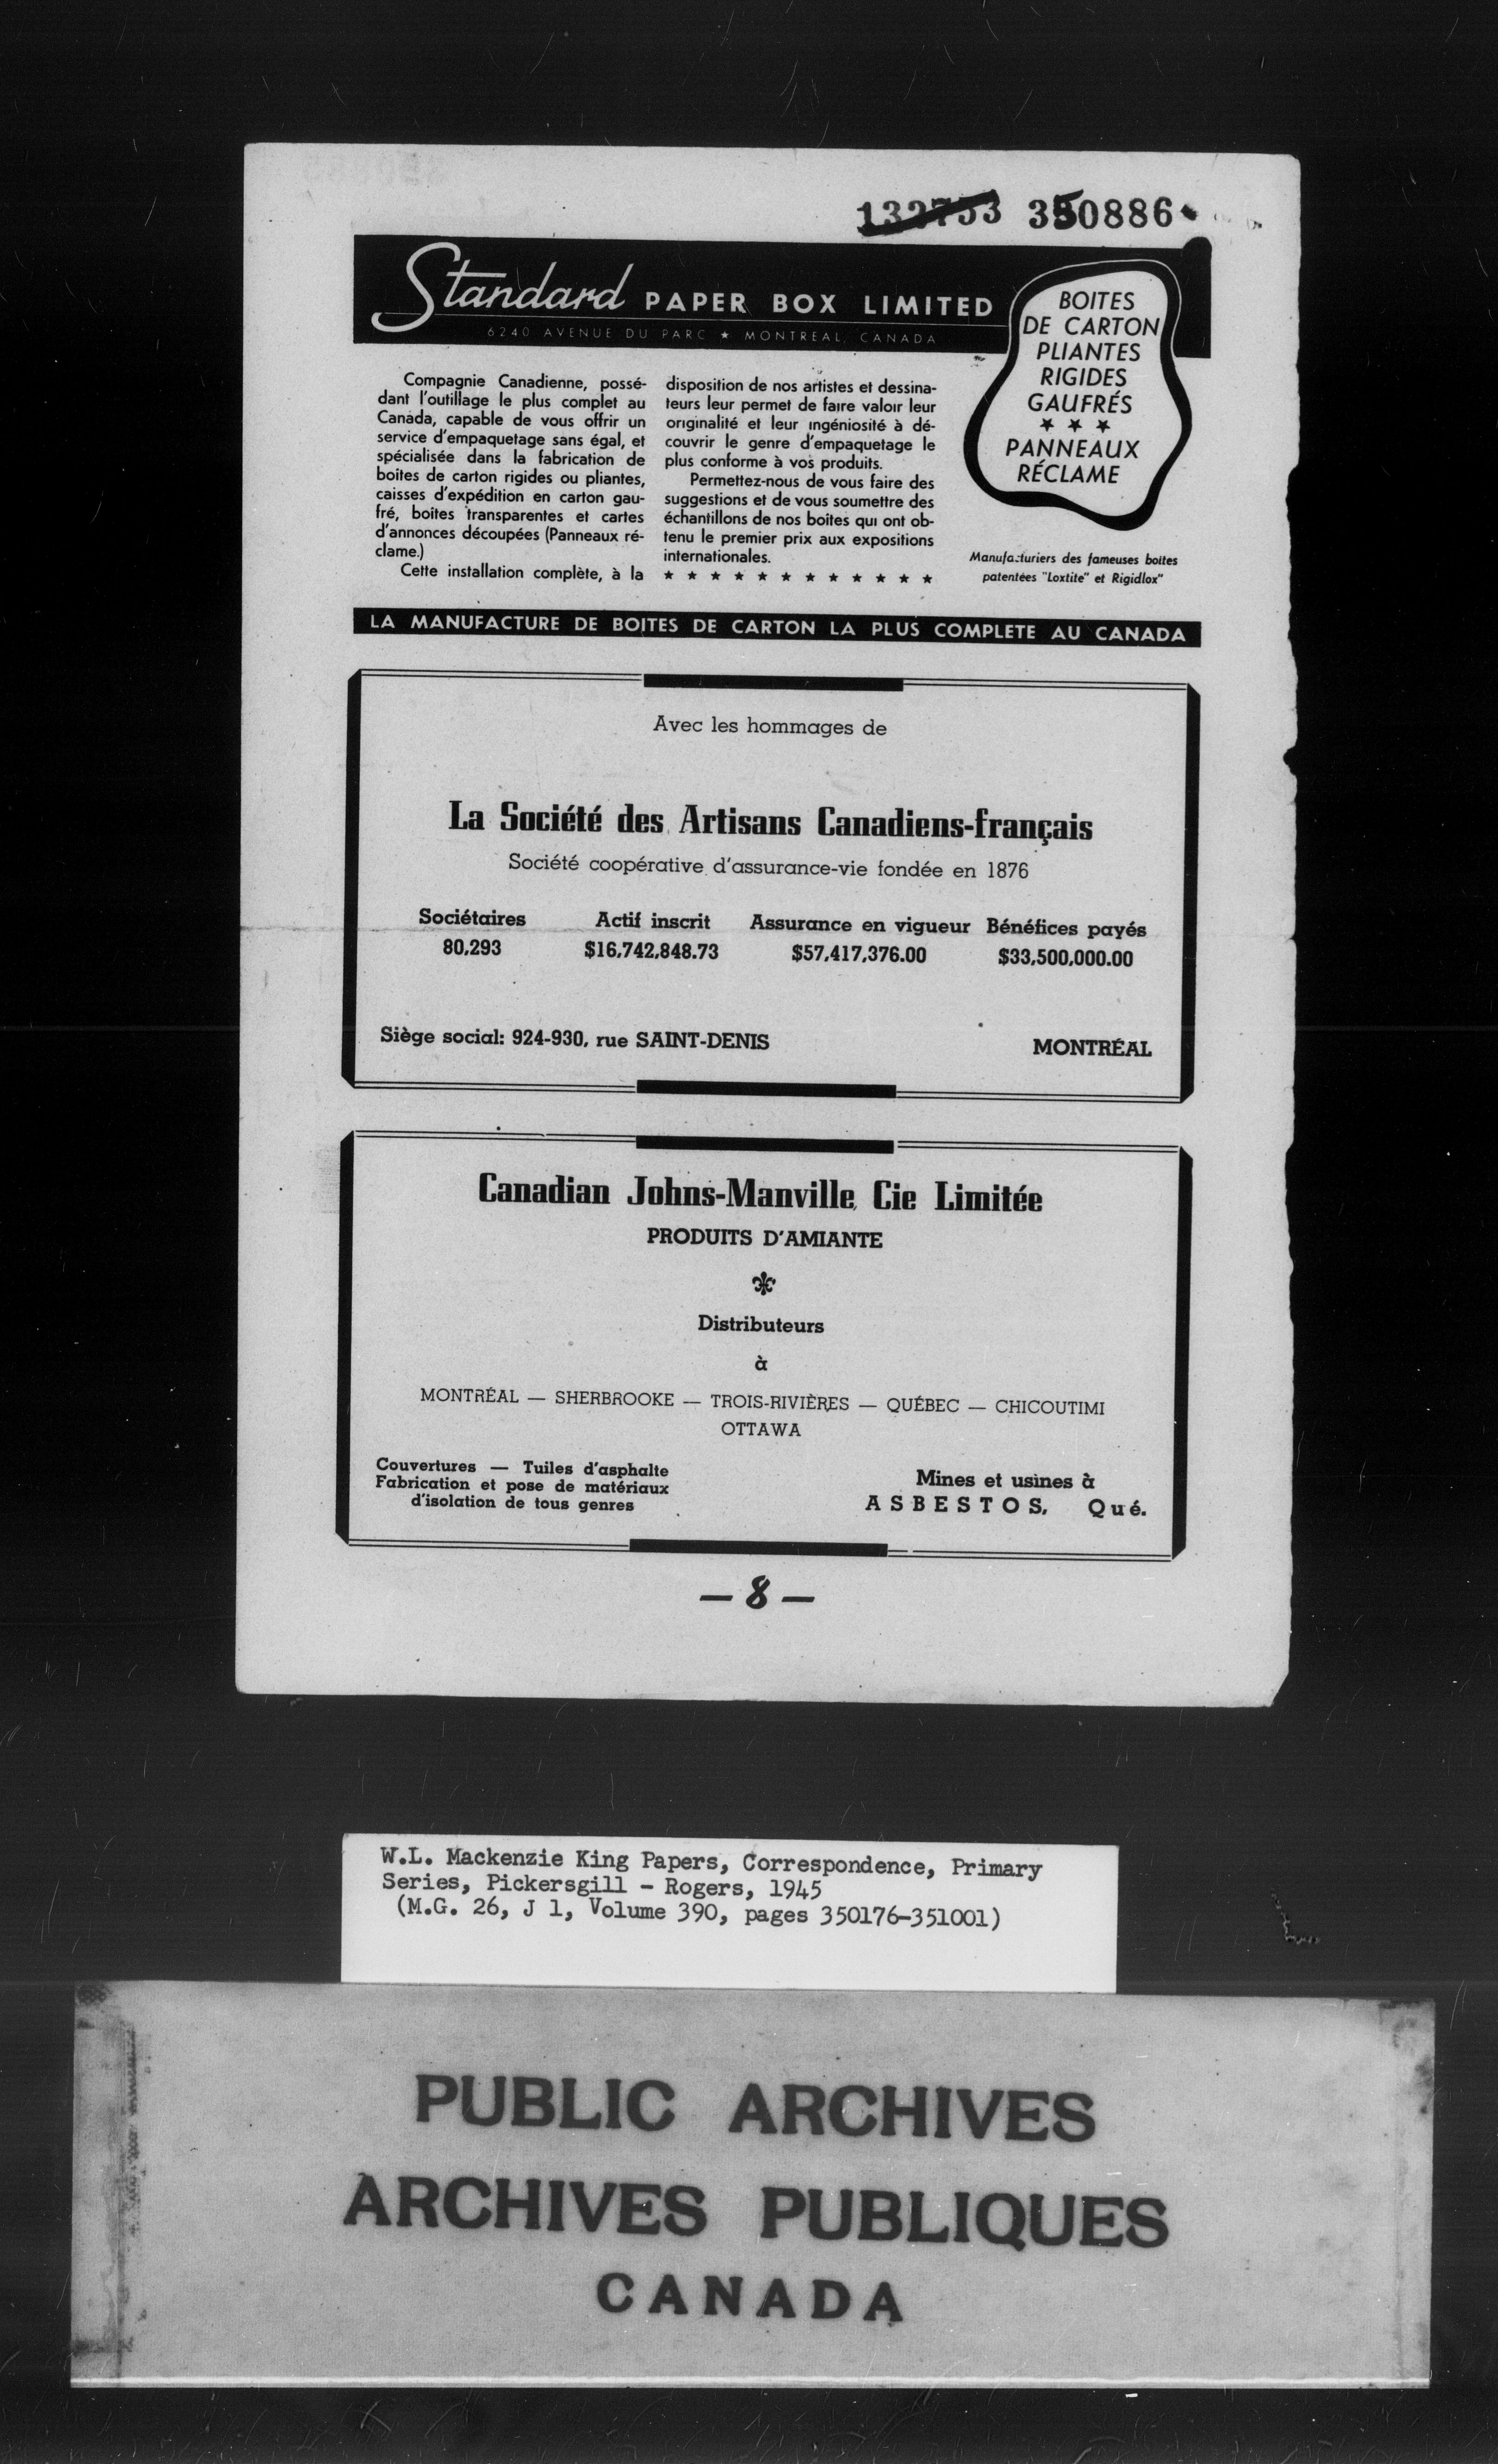 132753 350886
Standard PAPER BOX LIMITED
6240 AVENUE DU PARC ★ MONTREAL, CANADA
BOITES
DE CARTON
PLIANTES
RIGIDES
GAUFRÉS
★ ★ ★
PANNEAUX
RÉCLAME
Manufacturiers des fameuses boites
patentées "Loxtite" et Rigidlox"
Compagnie Canadienne, possé-
dant l'outillage le plus complet au
Canada, capable de vous offrir un
service d'empaquetage sans égal, et
spécialisée dans la fabrication de
boites de carton rigides ou pliantes,
caisses d'expédition en carton gau-
fré, boites transparentes et cartes
d'annonces découpées (Panneaux ré-
clame.)
Cette installation complète, à la
disposition de nos artistes et dessina-
teurs leur permet de faire valoir leur
originalité et leur ingéniosité à dé-
couvrir le genre d'empaquetage le
plus conforme à vos produits.
Permettez-nous de vous faire des
suggestions et de vous soumettre des
échantillons de nos boites qui ont ob-
tenu le premier prix aux expositions
internationales.
★ ★ ★ ★ ★ ★ ★ ★ ★ ★ ★ ★
LA MANUFACTURE DE BOITES DE CARTON LA PLUS COMPLETE AU CANADA
Avec les hommages de
La Société des Artisans Canadiens-français
Société coopérative d'assurance-vie fondée en 1876
Sociétaires Actif inscrit Assurance en vigueur Bénéfices payés
80,293 $16,742,848.73 $57,417,376.00 $33,500,000.00
Siège social: 924-930, rue SAINT-DENIS MONTRÉAL
Canadian Johns-Manville Cie Limitée
PRODUITS D'AMIANTE
Distributeurs
à
MONTRÉAL — SHERBROOKE — TROIS-RIVIÈRES — QUÉBEC — CHICOUTIMI
OTTAWA
Couvertures — Tuiles d'asphalte
Fabrication et pose de matériaux
d'isolation de tous genres
Mines et usines à
ASBESTOS, Qué.
— 8 —
W.L. Mackenzie King Papers, Correspondence, Primary
Series, Pickersgill - Rogers, 1945
(M.G. 26, J 1, Volume 390, pages 350176-351001)
PUBLIC ARCHIVES
ARCHIVES PUBLIQUES
CANADA